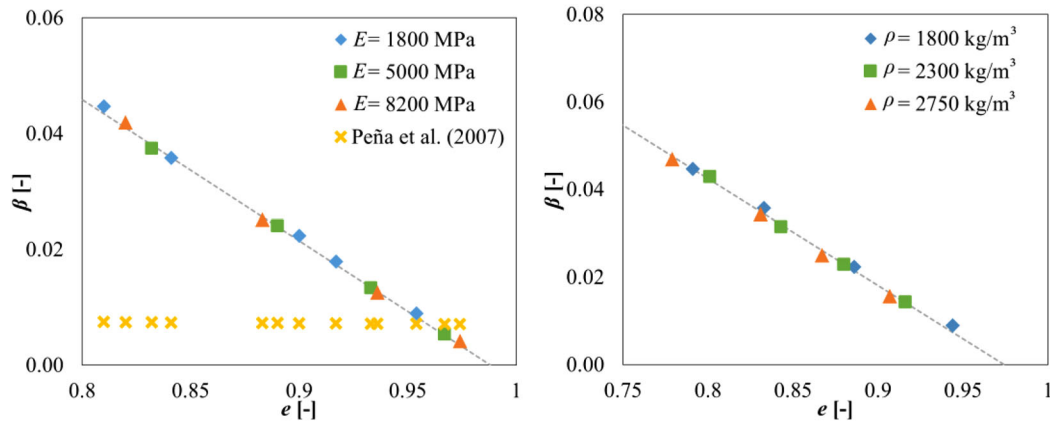 0.06
0.04
0.02
0.00
β [-]
0.8
0.85
0.9
0.95
1
e [-]
E= 1800 MPa
E= 5000 MPa
E= 8200 MPa
Peña et al. (2007)
0.08
0.06
0.04
0.02
0.00
β [-]
0.75
0.8
0.85
0.9
0.95
1
e [-]
ρ = 1800 kg/m³
ρ = 2300 kg/m³
ρ = 2750 kg/m³